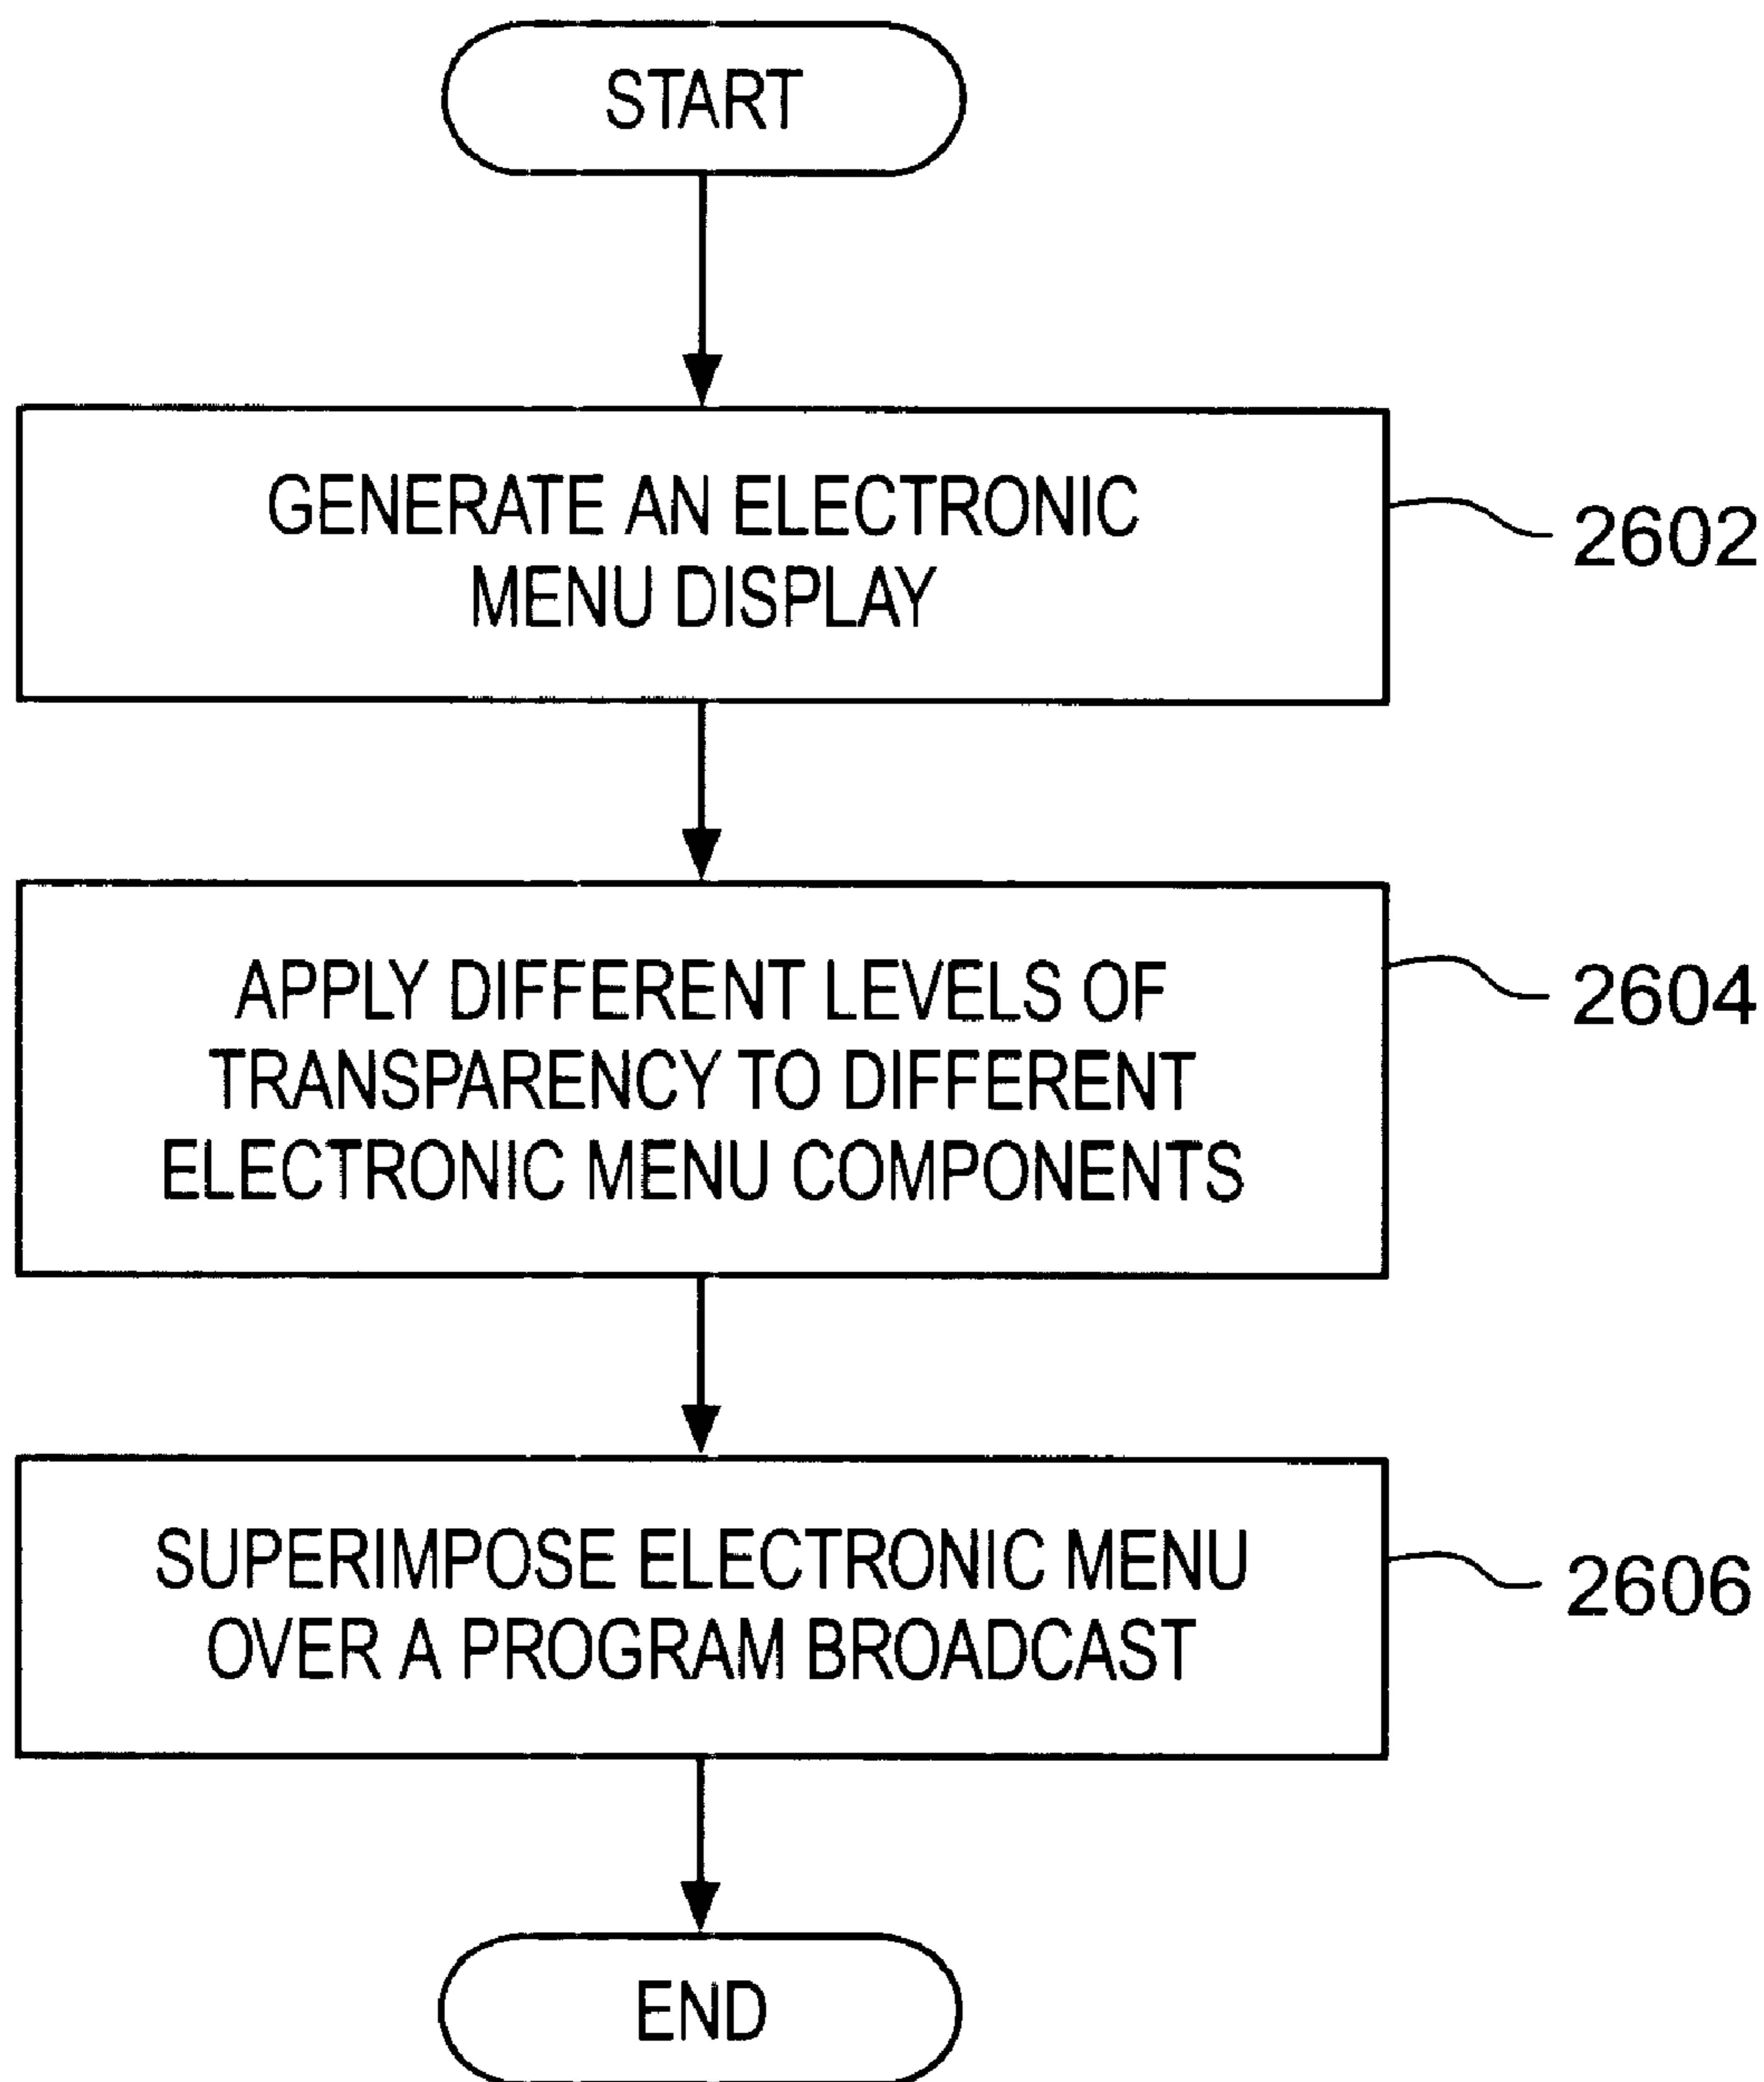 START
GENERATE AN ELECTRONIC
MENU DISPLAY
2602
APPLY DIFFERENT LEVELS OF
TRANSPARENCY TO DIFFERENT
ELECTRONIC MENU COMPONENTS
2604
SUPERIMPOSE ELECTRONIC MENU
OVER A PROGRAM BROADCAST
2606
END